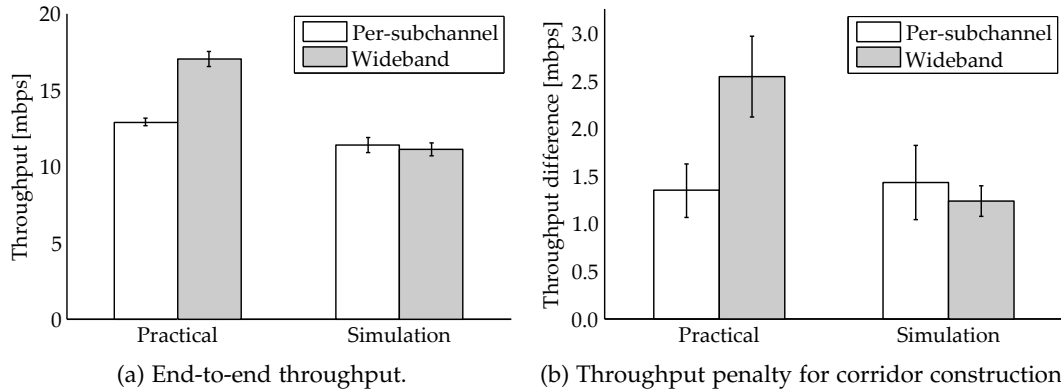 20
15
10
5
0
Throughput [mbps]
Per-subchannel
Wideband
Practical
Simulation
(a) End-to-end throughput.
3.0
2.5
2.0
1.5
1.0
0.5
0.0
Throughput difference [mbps]
Per-subchannel
Wideband
Practical
Simulation
(b) Throughput penalty for corridor construction